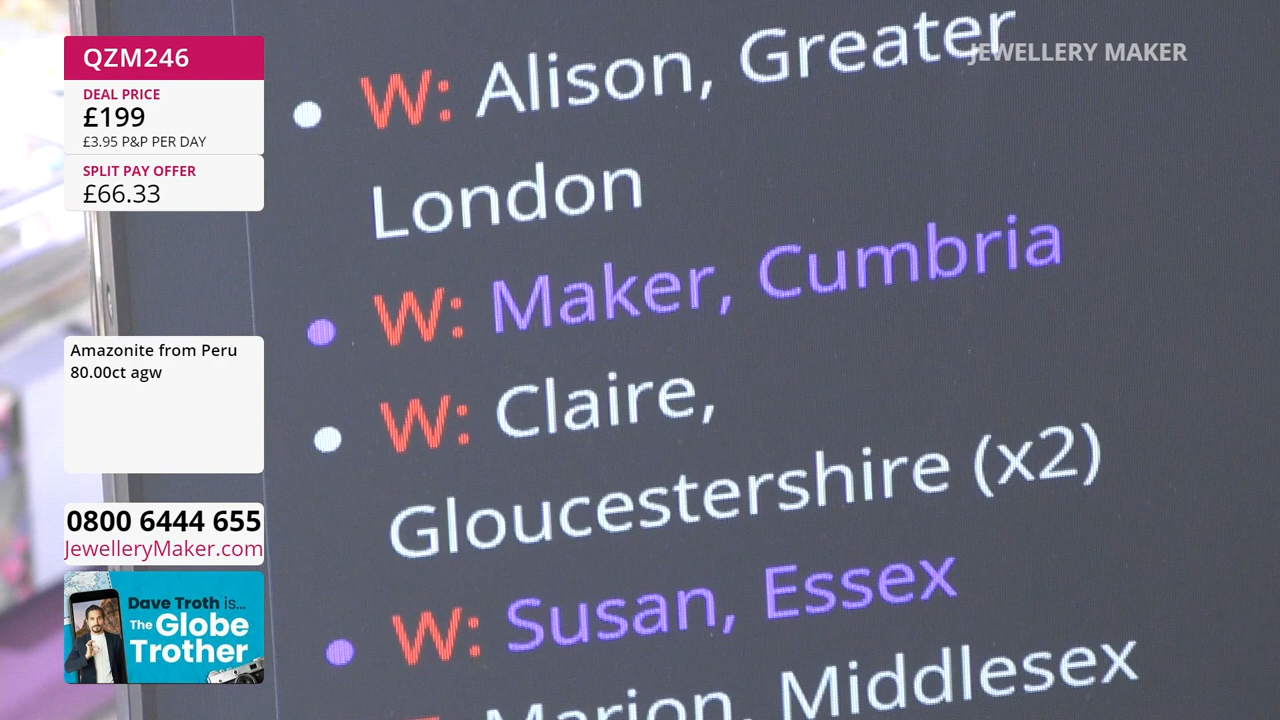 QZM246
DEAL PRICE
£199
£3.95 P&P PER DAY
SPLIT PAY OFFER
£66.33
Amazonite from Peru
80.00ct agw
0800 6444 655
JewelleryMaker.com
Dave Troth is...
The Globe
Trother
JEWELLERY MAKER
• W: Alison, Greater
London
• W: Maker, Cumbria
• W: Claire,
Gloucestershire (x2)
• W: Susan, Essex
Marion, Middlesex